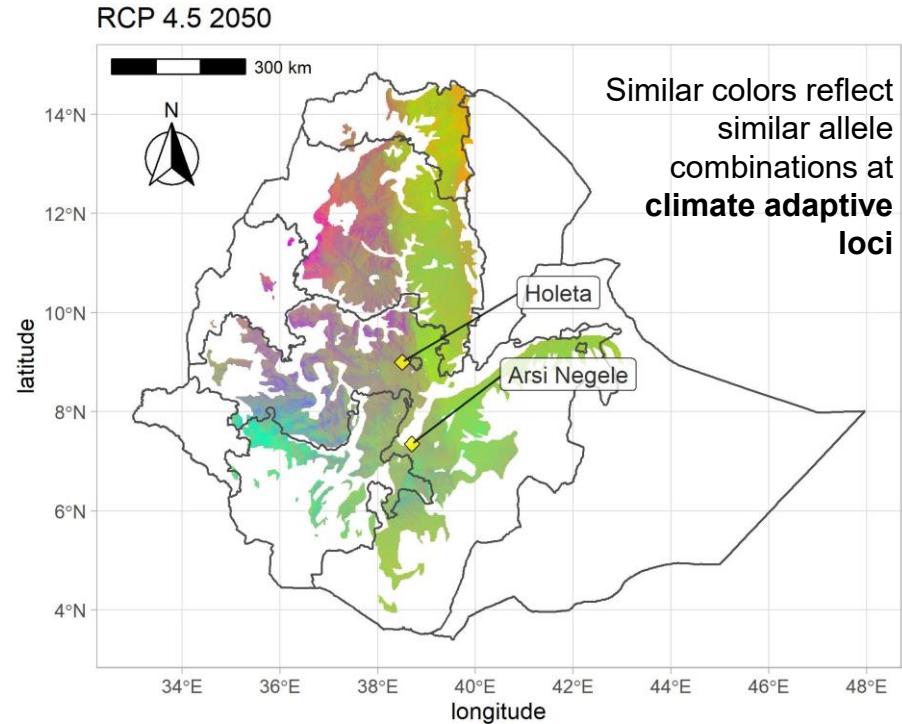 RCP 4.5 2050
300 km
N
Similar colors reflect
similar allele
combinations at
climate adaptive
loci
Holeta
Arsi Negele
14°N
12°N
10°N
8°N
6°N
4°N
latitude
34°E 36°E 38°E 40°E 42°E 44°E 46°E 48°E
longitude